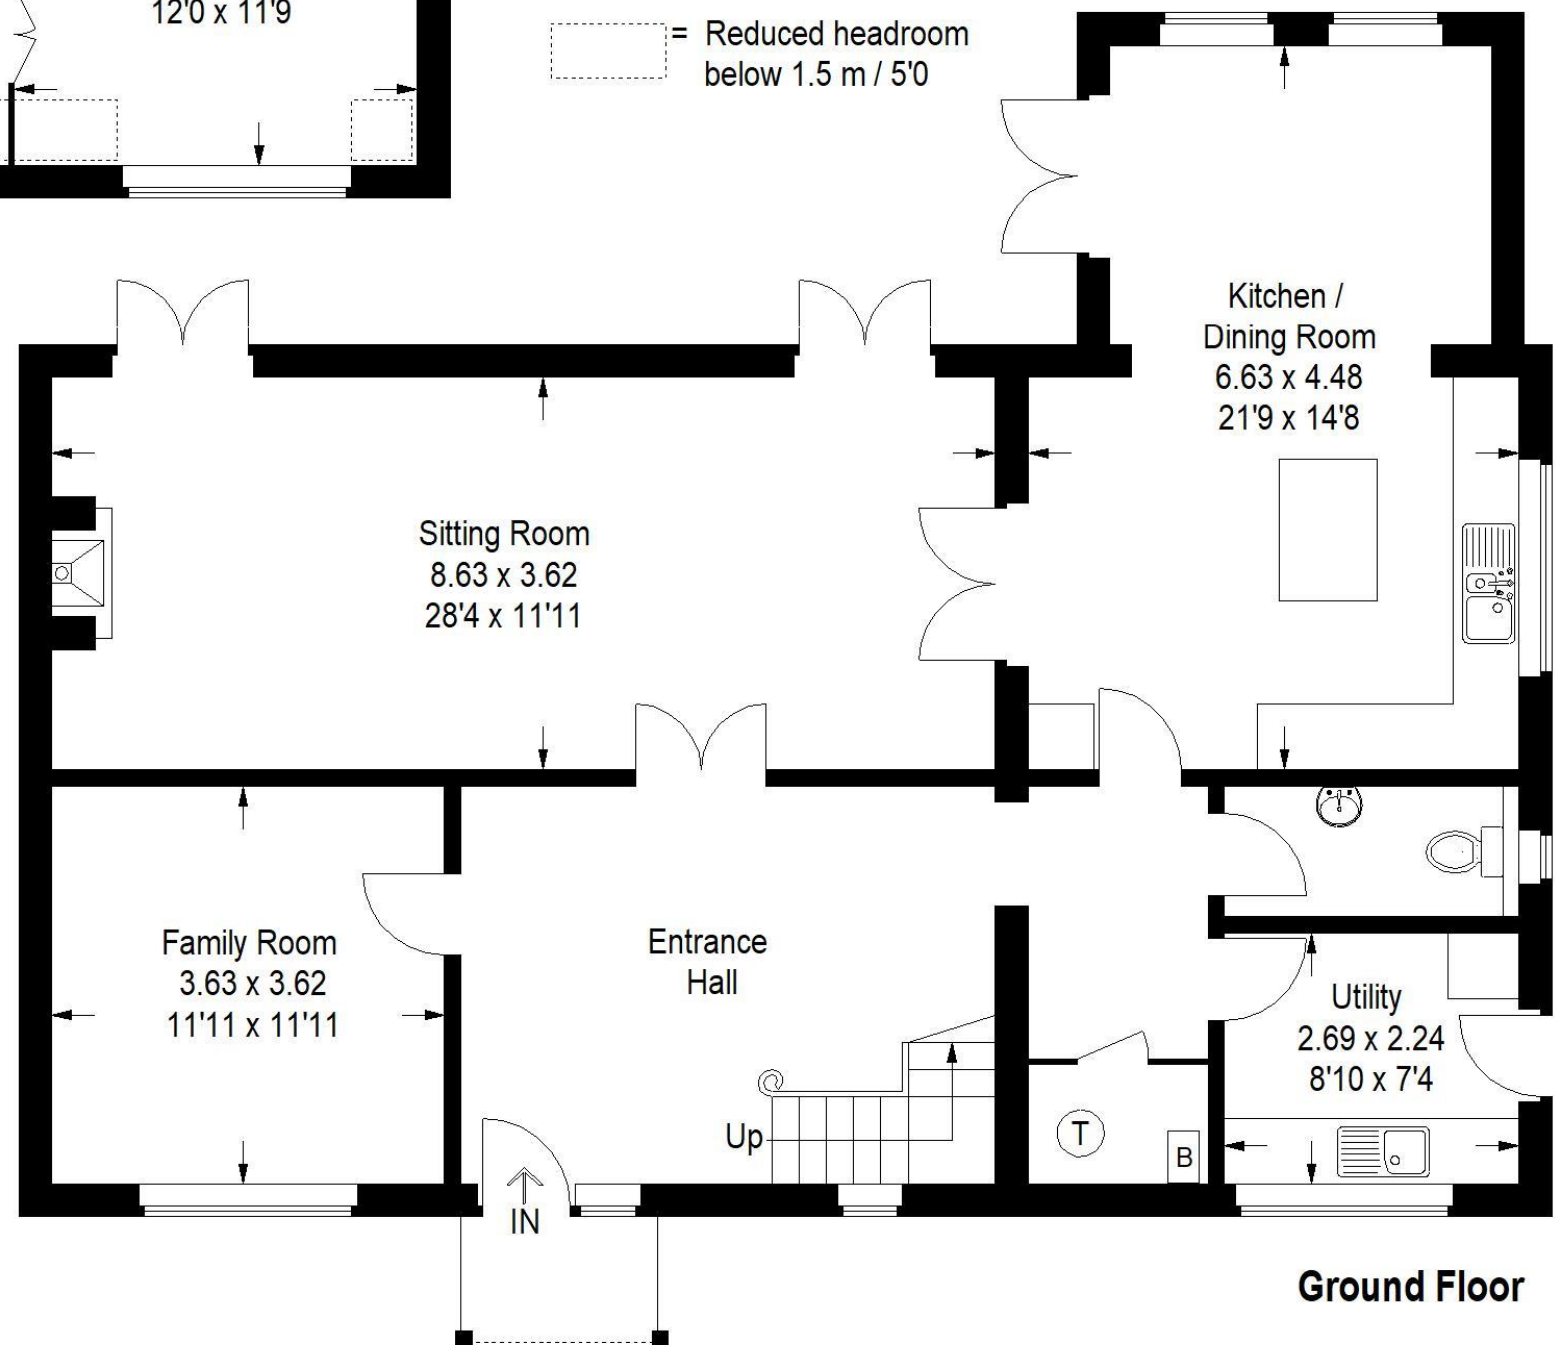 12'0 x 11'9
= Reduced headroom
below 1.5 m / 5'0
Kitchen /
Dining Room
6.63 x 4.48
21'9 x 14'8
Sitting Room
8.63 x 3.62
28'4 x 11'11
Family Room
3.63 x 3.62
11'11 x 11'11
Entrance
Hall
Utility
2.69 x 2.24
8'10 x 7'4
Up
T
B
IN
Ground Floor